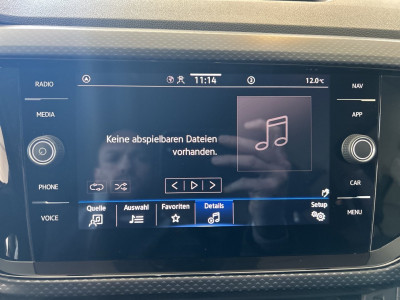 RADIO
MEDIA
PHONE
VOICE
11:14
12.0°C
Keine abspielbaren Dateien
vorhanden.
Quelle
Auswahl
Favoriten
Details
Setup
NAV
APP
CAR
MENU